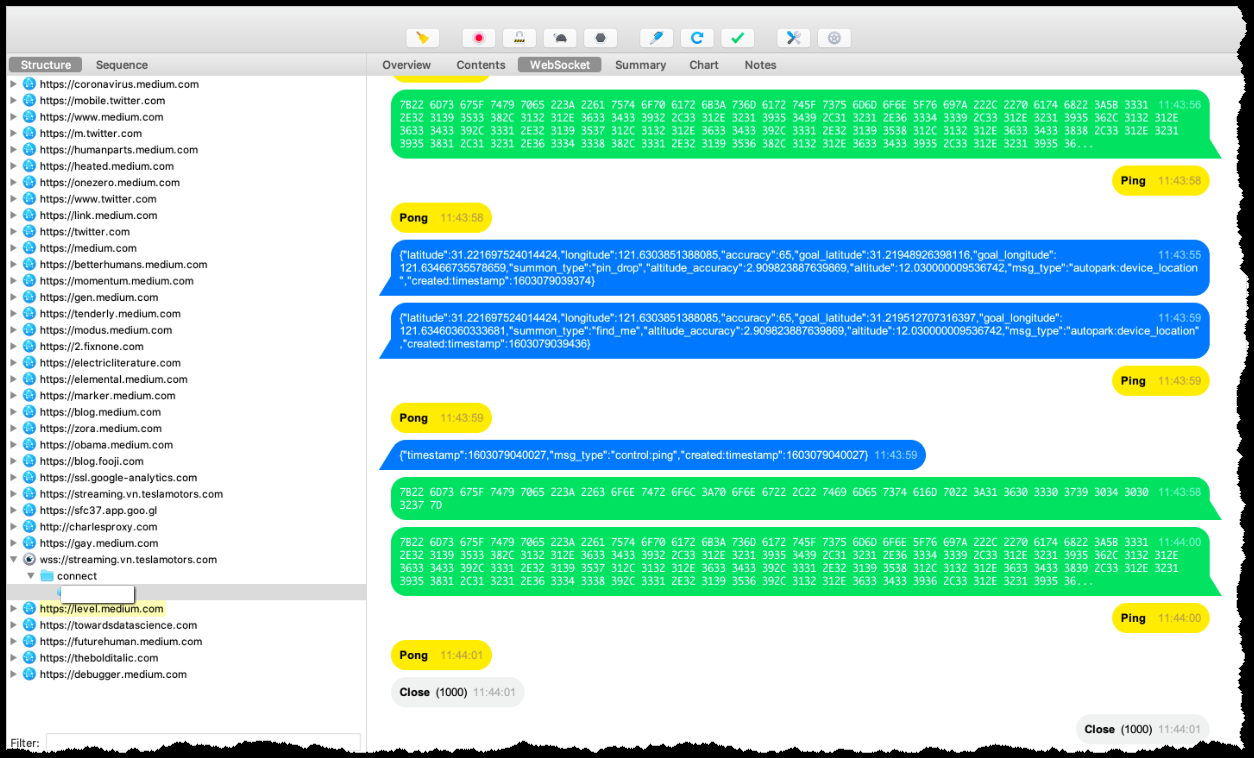 Structure Sequence
https://coronavirus.medium.com
https://mobile.twitter.com
https://www.medium.com
https://m.twitter.com
https://humanparts.medium.com
https://heated.medium.com
https://onezero.medium.com
https://www.twitter.com
https://link.medium.com
https://twitter.com
https://medium.com
https://betterhumans.medium.com
https://momentum.medium.com
https://gen.medium.com
https://tenderly.medium.com
https://modus.medium.com
https://2.fixnone.com
https://electricliterature.com
https://elemental.medium.com
https://marker.medium.com
https://blog.medium.com
https://zora.medium.com
https://obama.medium.com
https://blog.fooji.com
https://ssl.google-analytics.com
https://streaming.vn.teslamotors.com
https://sfc37.app.goo.gl
http://charlesproxy.com
https://gay.medium.com
wss://streaming.vn.teslamotors.com
connect
https://level.medium.com
https://towardsdatascience.com
https://futurehuman.medium.com
https://thebolditalic.com
https://debugger.medium.com
Filter:
Overview Contents WebSocket Summary Chart Notes
7B22 6D73 675F 7479 7065 223A 2261 7574 6F70 6172 6B3A 736D 6172 745F 7375 6D6D 6F6E 5F76 697A 222C 2270 6174 6822 3A5B 3331 11:43:56
2E32 3139 3533 382C 3132 312E 3633 3433 3932 2C33 312E 3231 3935 3439 2C31 3231 2E36 3334 3339 2C33 312E 3231 3935 362C 3132 312E
3633 3433 392C 3331 2E32 3139 3537 312C 3132 312E 3633 3433 392C 3331 2E32 3139 3538 312C 3132 312E 3633 3433 3838 2C33 312E 3231
3935 3831 2C31 3231 2E36 3334 3338 382C 3331 2E32 3139 3536 382C 3132 312E 3633 3433 3935 2C33 312E 3231 3935 36...
Ping 11:43:58
Pong 11:43:58
{"latitude":31.221697524014424,"longitude":121.6303851388085,"accuracy":65,"goal_latitude":31.21948926398116,"goal_longitude": 11:43:55
121.63466735578659,"summon_type":"pin_drop","altitude_accuracy":2.909823887639869,"altitude":12.030000009536742,"msg_type":"autopark:device_location
","created:timestamp":1603079039374}
{"latitude":31.221697524014424,"longitude":121.6303851388085,"accuracy":65,"goal_latitude":31.219512707316397,"goal_longitude": 11:43:59
121.63460360333681,"summon_type":"find_me","altitude_accuracy":2.909823887639869,"altitude":12.030000009536742,"msg_type":"autopark:device_location"
,"created:timestamp":1603079039436}
Ping 11:43:59
Pong 11:43:59
{"timestamp":1603079040027,"msg_type":"control:ping","created:timestamp":1603079040027} 11:43:59
7B22 6D73 675F 7479 7065 223A 2263 6F6E 7472 6F6C 3A70 6F6E 6722 2C22 7469 6D65 7374 616D 7022 3A31 3630 3330 3739 3034 3030 11:43:58
3237 7D
7B22 6D73 675F 7479 7065 223A 2261 7574 6F70 6172 6B3A 736D 6172 745F 7375 6D6D 6F6E 5F76 697A 222C 2270 6174 6822 3A5B 3331 11:44:00
2E32 3139 3533 382C 3132 312E 3633 3433 3932 2C33 312E 3231 3935 3439 2C31 3231 2E36 3334 3339 2C33 312E 3231 3935 362C 3132 312E
3633 3433 392C 3331 2E32 3139 3537 312C 3132 312E 3633 3433 392C 3331 2E32 3139 3538 312C 3132 312E 3633 3433 3839 2C33 312E 3231
3935 3831 2C31 3231 2E36 3334 3338 392C 3331 2E32 3139 3536 392C 3132 312E 3633 3433 3936 2C33 312E 3231 3935 36...
Ping 11:44:00
Pong 11:44:01
Close (1000) 11:44:01
Close (1000) 11:44:01